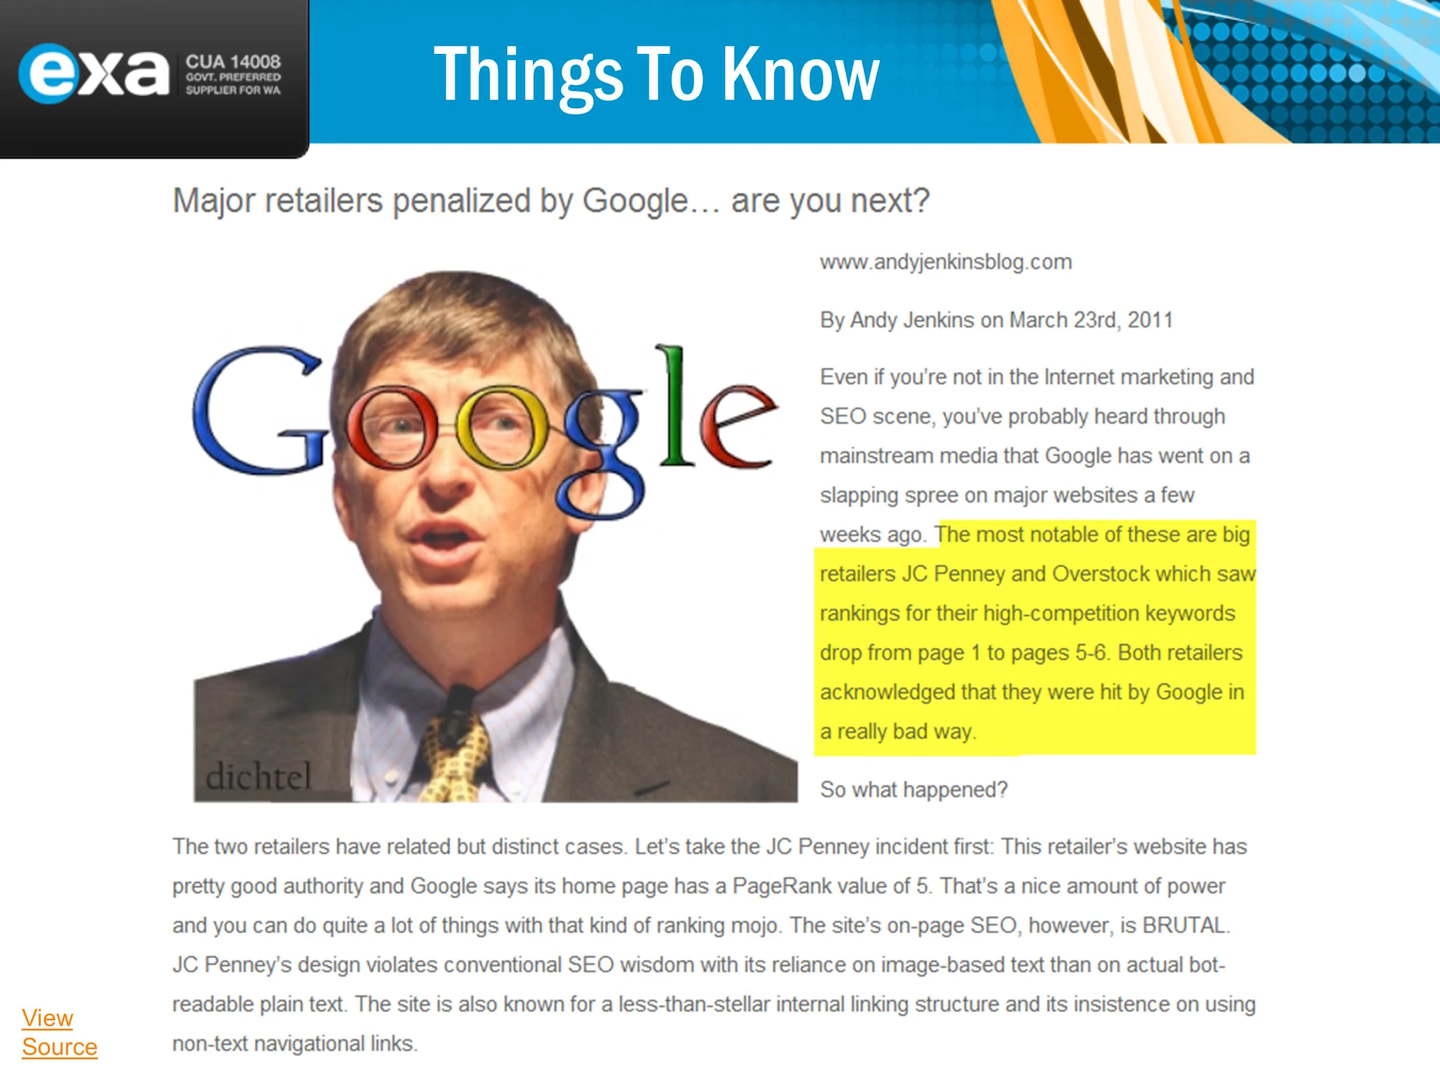 exa
CUA 14008
GOVT. PREFERRED
SUPPLIER FOR WA
Things To Know
Major retailers penalized by Google… are you next?
Google
dichtel
www.andyjenkinsblog.com
By Andy Jenkins on March 23rd, 2011
Even if you’re not in the Internet marketing and
SEO scene, you’ve probably heard through
mainstream media that Google has went on a
slapping spree on major websites a few
weeks ago. The most notable of these are big
retailers JC Penney and Overstock which saw
rankings for their high-competition keywords
drop from page 1 to pages 5-6. Both retailers
acknowledged that they were hit by Google in
a really bad way.
So what happened?
The two retailers have related but distinct cases. Let’s take the JC Penney incident first: This retailer’s website has
pretty good authority and Google says its home page has a PageRank value of 5. That’s a nice amount of power
and you can do quite a lot of things with that kind of ranking mojo. The site’s on-page SEO, however, is BRUTAL.
JC Penney’s design violates conventional SEO wisdom with its reliance on image-based text than on actual bot-
readable plain text. The site is also known for a less-than-stellar internal linking structure and its insistence on using
non-text navigational links.
View
Source